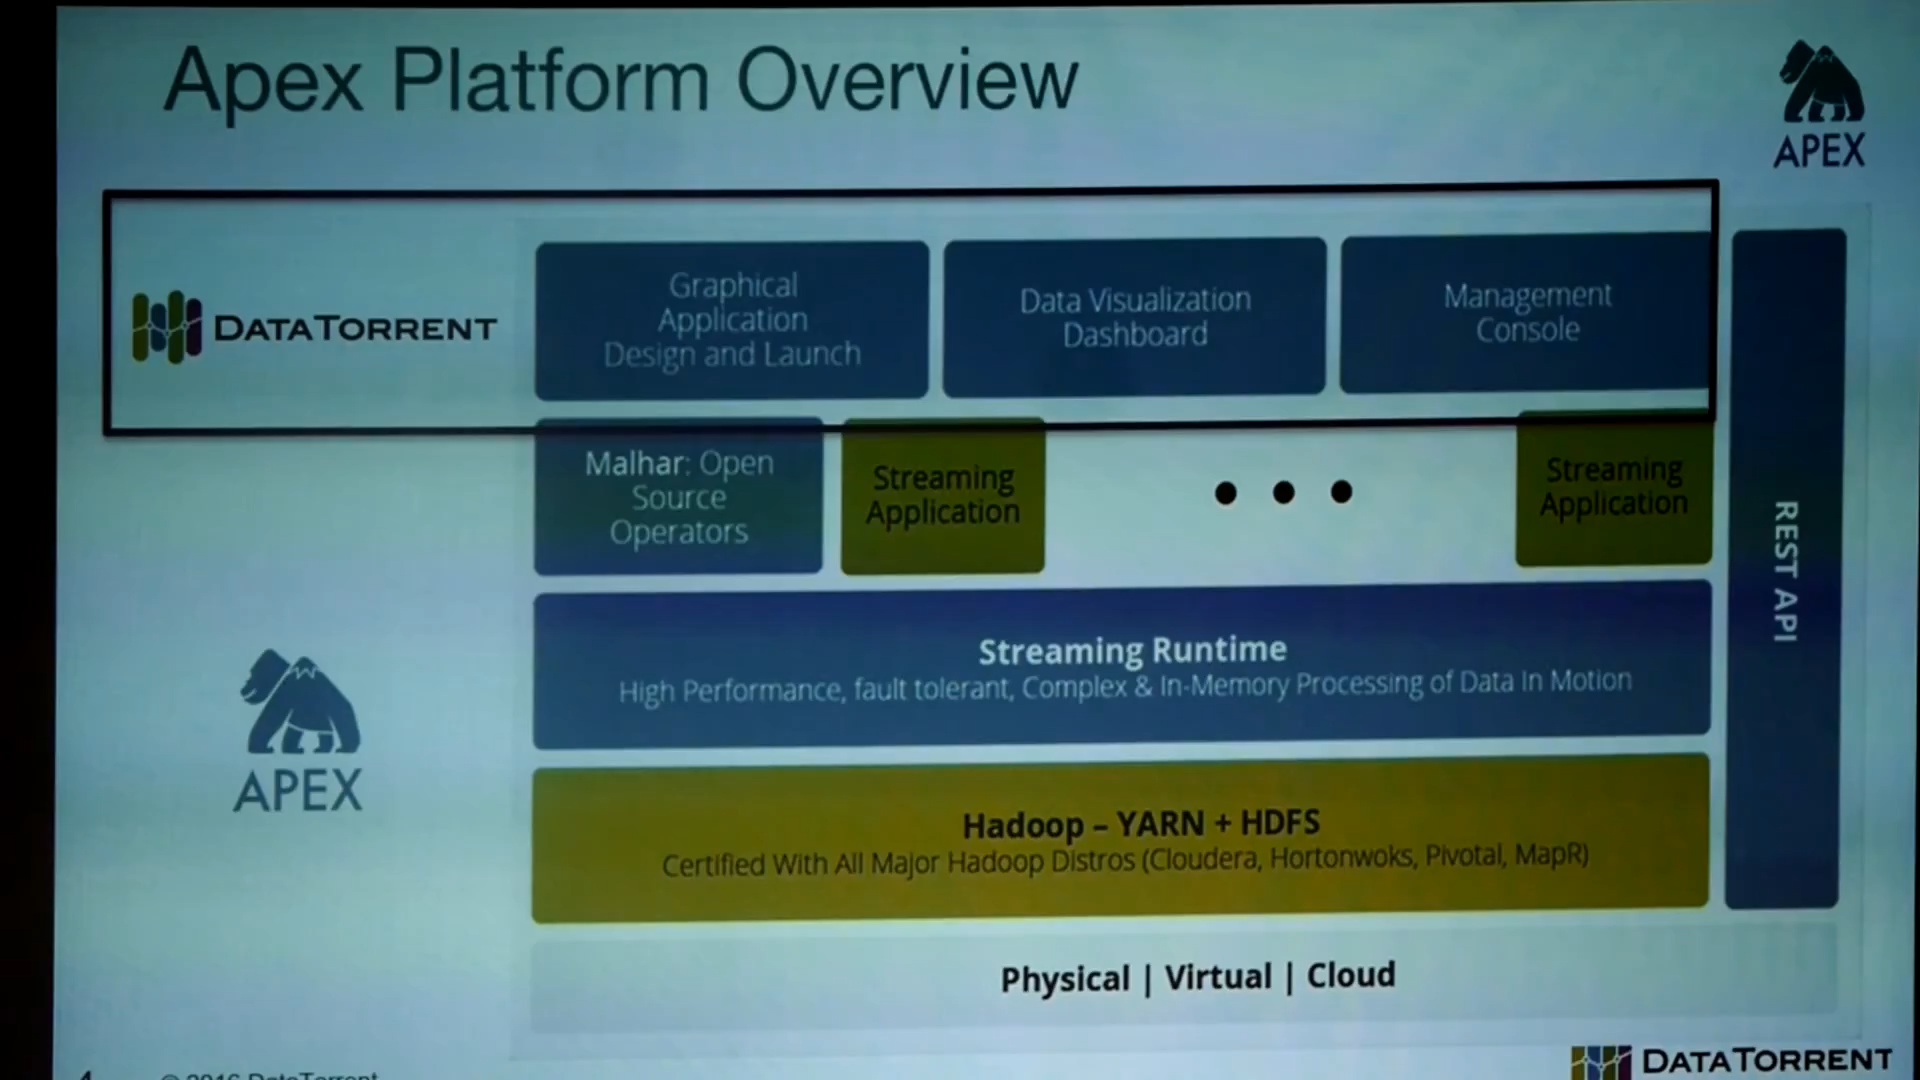 Apex Platform Overview
APEX
DATATORRENT
Graphical
Application
Design and Launch
Data Visualization
Dashboard
Management
Console
Malhar: Open
Source
Operators
Streaming
Application
Streaming
Application
REST API
Streaming Runtime
High Performance, fault tolerant, Complex & In-Memory Processing of Data In Motion
APEX
Hadoop – YARN + HDFS
Certified With All Major Hadoop Distros (Cloudera, Hortonwoks, Pivotal, MapR)
Physical | Virtual | Cloud
4
© 2016 DataTorrent
DATATORRENT